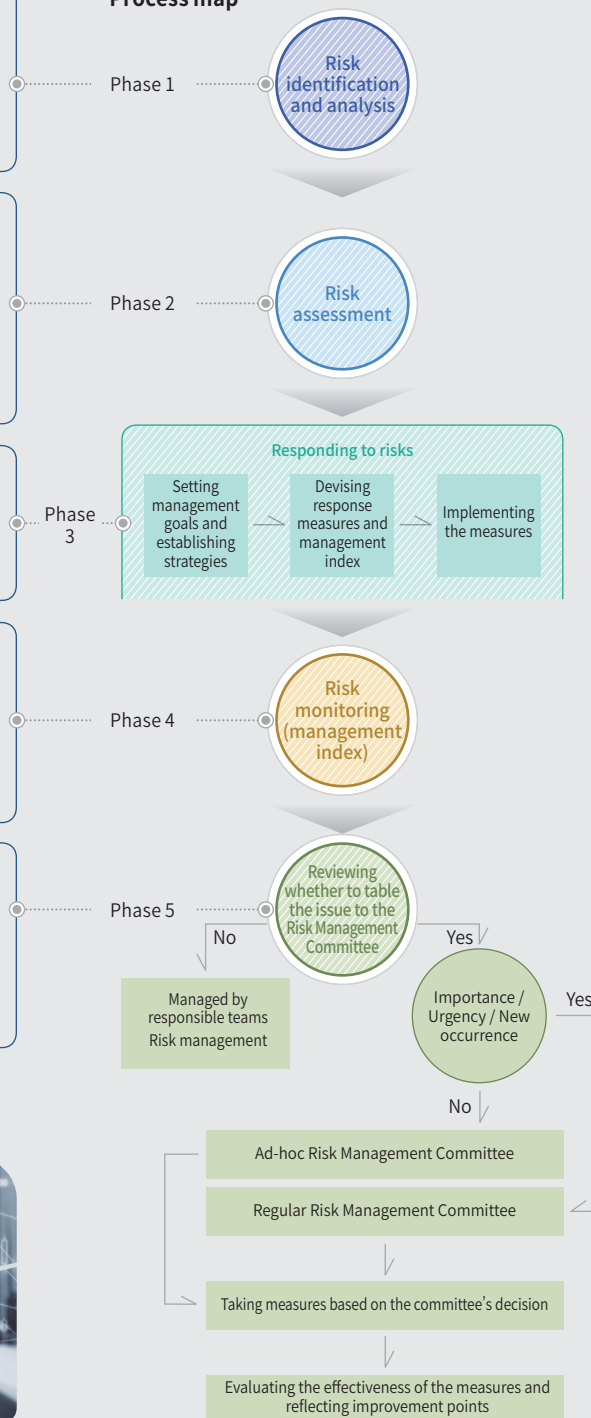 Process map
Phase 1
Risk
identification
and analysis
Phase 2
Risk
assessment
Responding to risks
Phase
3
Setting
management
goals and
establishing
strategies
Devising
response
measures and
management
index
Implementing
the measures
Phase 4
Risk
monitoring
(management
index)
Phase 5
Reviewing
whether to table
the issue to the
Risk Management
Committee
No
Yes
Managed by
responsible teams
Risk management
Importance /
Urgency / New
occurrence
Yes
No
Ad-hoc Risk Management Committee
Regular Risk Management Committee
Taking measures based on the committee’s decision
Evaluating the effectiveness of the measures and
reflecting improvement points